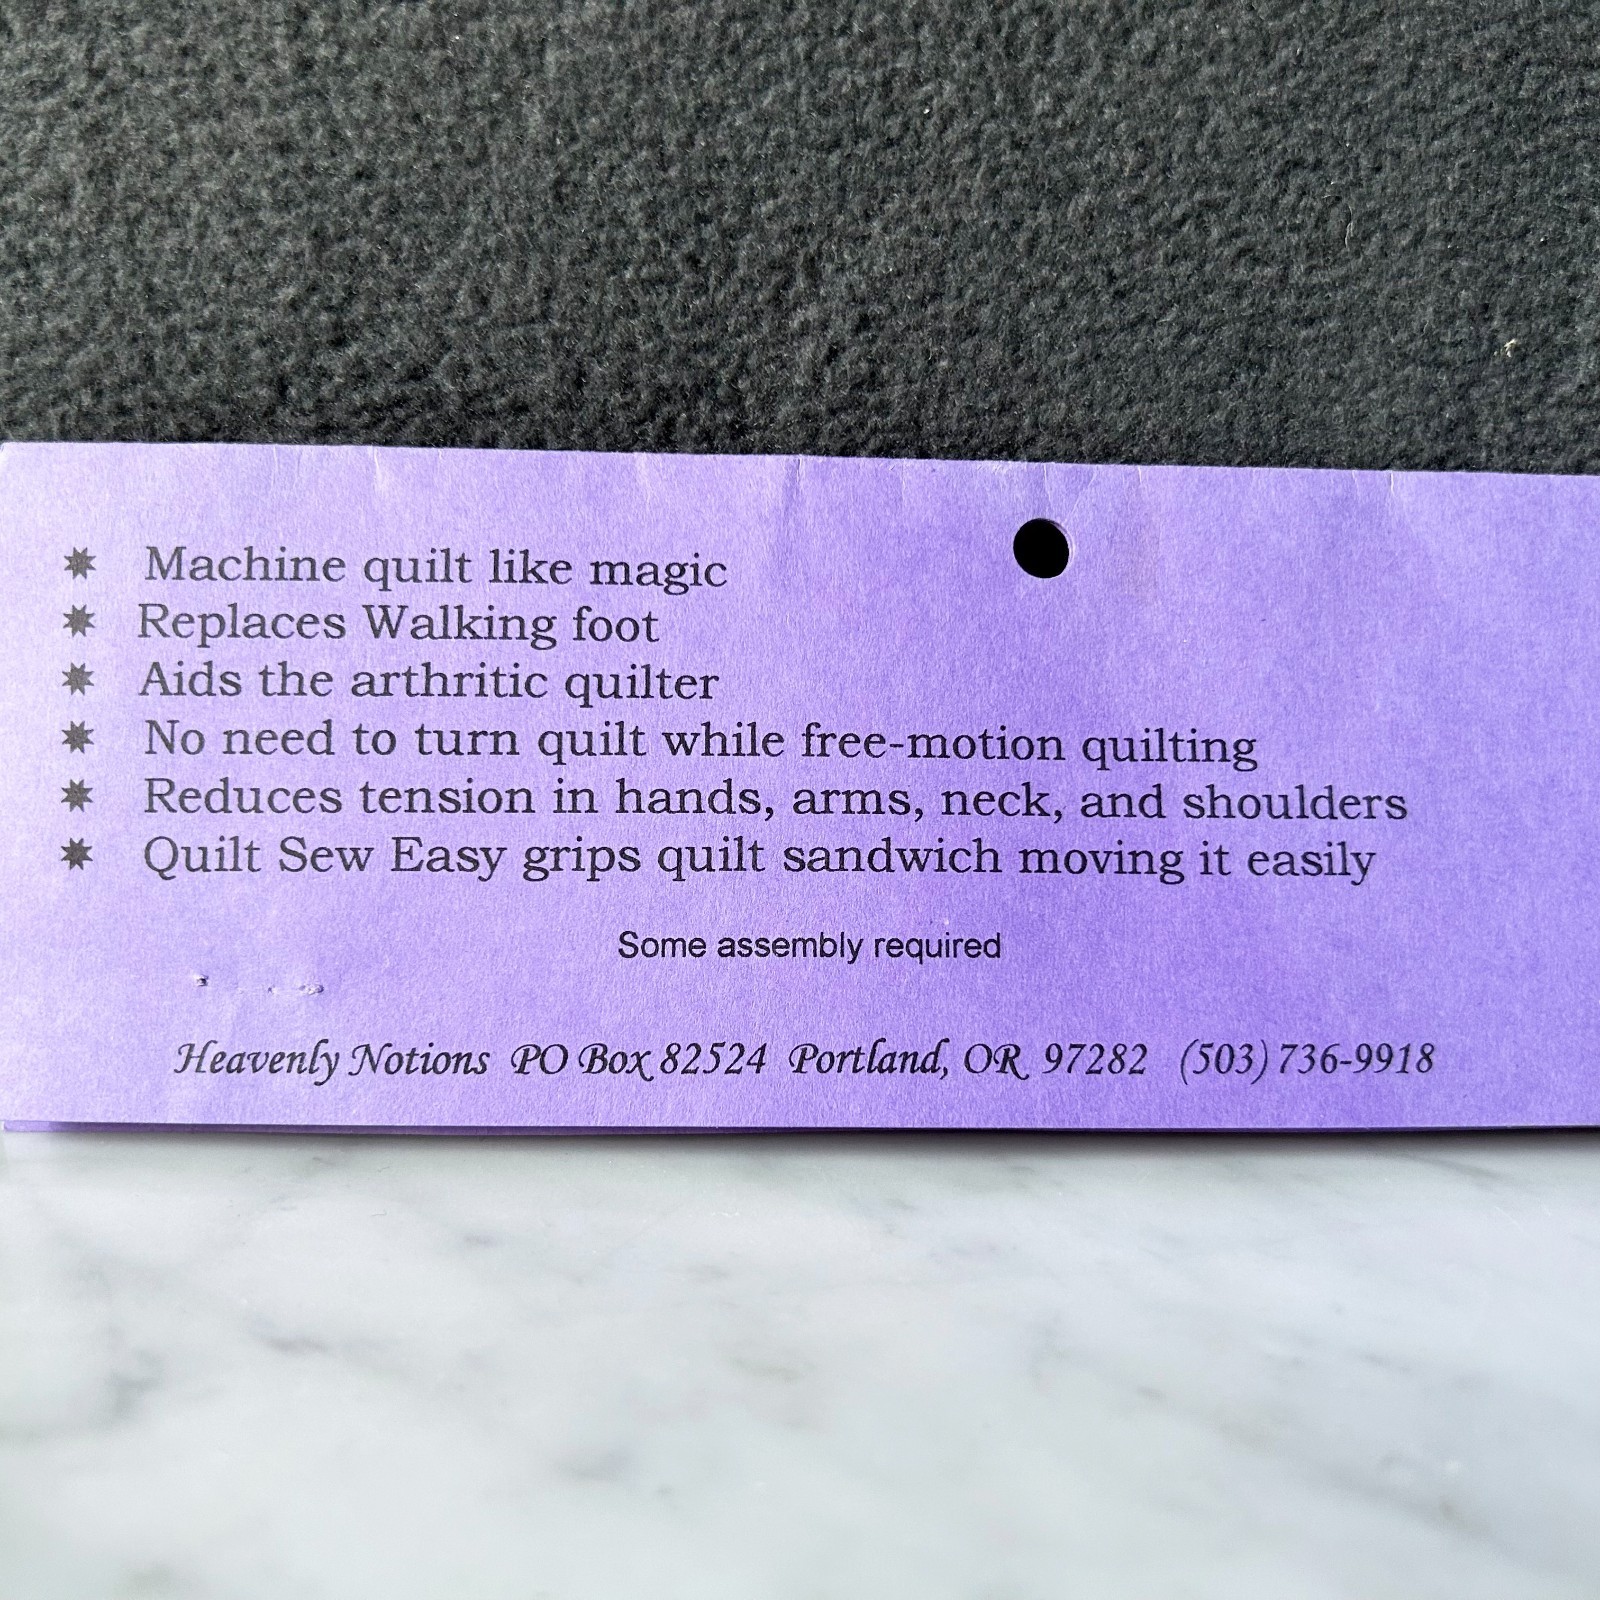 ✷ Machine quilt like magic
✷ Replaces Walking foot
✷ Aids the arthritic quilter
✷ No need to turn quilt while free-motion quilting
✷ Reduces tension in hands, arms, neck, and shoulders
✷ Quilt Sew Easy grips quilt sandwich moving it easily
Some assembly required
Heavenly Notions PO Box 82524 Portland, OR 97282 (503) 736-9918